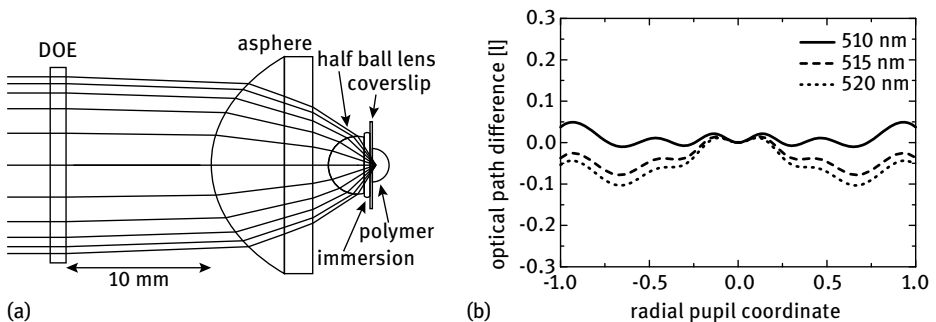 DOE
asphere
half ball lens
coverslip
polymer
immersion
10 mm
(a)
optical path difference [l]
0.3
0.2
0.1
0.0
-0.1
-0.2
-0.3
510 nm
515 nm
520 nm
-1.0 -0.5 0.0 0.5 1.0
radial pupil coordinate
(b)